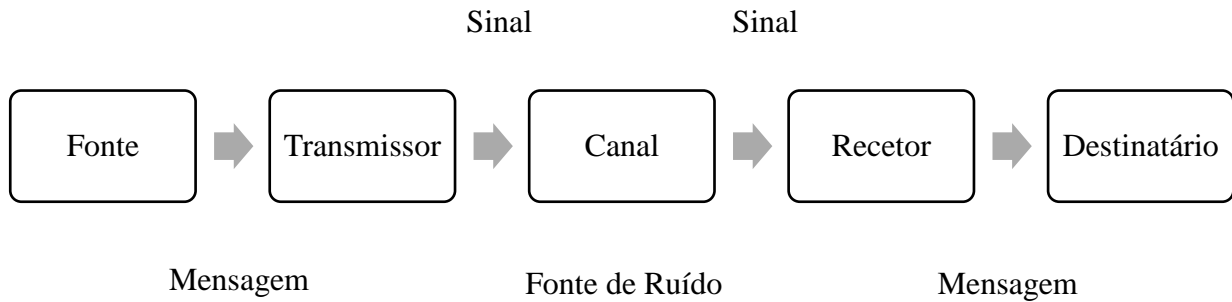 Sinal Sinal
Fonte Transmissor Canal Recetor Destinatário
Mensagem Fonte de Ruído Mensagem